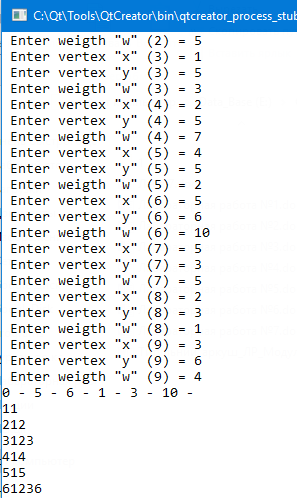 C:\Qt\Tools\QtCreator\bin\qtcreator_process_stub
Enter weigth "w" (2) = 5
Enter vertex "x" (3) = 1
Enter vertex "y" (3) = 5
Enter weigth "w" (3) = 3
Enter vertex "x" (4) = 2
Enter vertex "y" (4) = 5
Enter weigth "w" (4) = 7
Enter vertex "x" (5) = 4
Enter vertex "y" (5) = 5
Enter weigth "w" (5) = 2
Enter vertex "x" (6) = 5
Enter vertex "y" (6) = 6
Enter weigth "w" (6) = 10
Enter vertex "x" (7) = 5
Enter vertex "y" (7) = 3
Enter weigth "w" (7) = 5
Enter vertex "x" (8) = 2
Enter vertex "y" (8) = 3
Enter weigth "w" (8) = 1
Enter vertex "x" (9) = 3
Enter vertex "y" (9) = 6
Enter weigth "w" (9) = 4
0 - 5 - 6 - 1 - 3 - 10 -
11
212
3123
414
515
61236